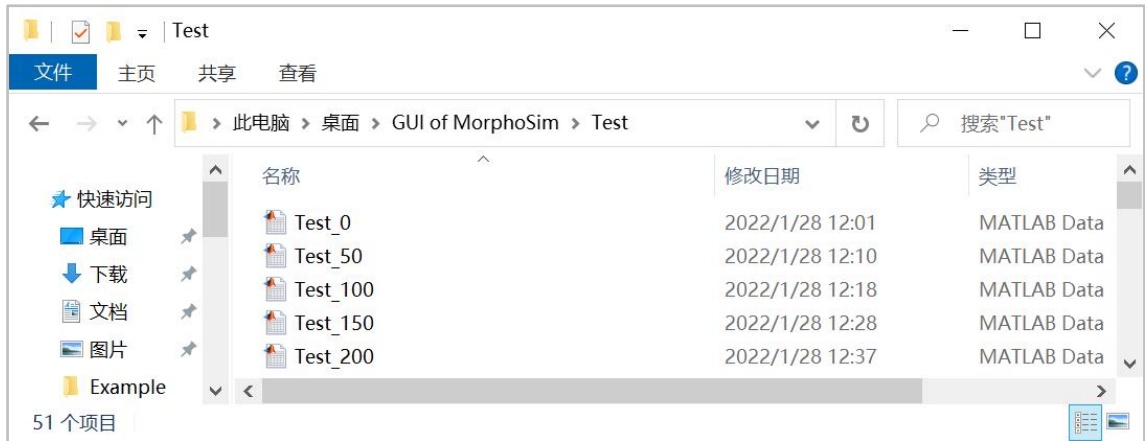 Test
文件 主页 共享 查看
此电脑 > 桌面 > GUI of MorphoSim > Test 搜索"Test"
名称 修改日期 类型
快速访问
桌面
下载
文档
图片
Example
Test_0 2022/1/28 12:01 MATLAB Data
Test_50 2022/1/28 12:10 MATLAB Data
Test_100 2022/1/28 12:18 MATLAB Data
Test_150 2022/1/28 12:28 MATLAB Data
Test_200 2022/1/28 12:37 MATLAB Data
51 个项目